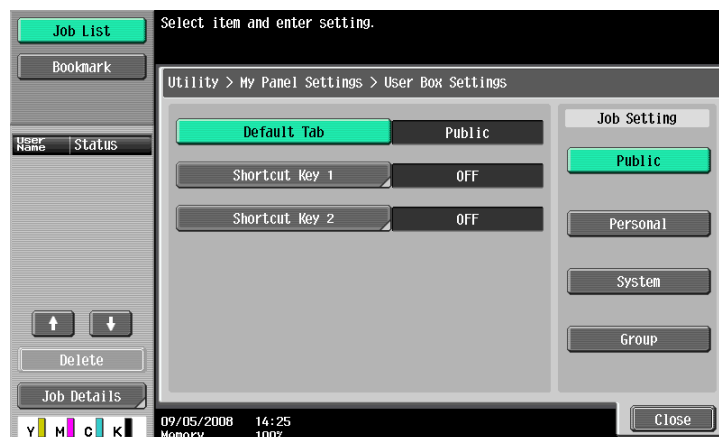 Job List
Bookmark
User Name Status
Delete
Job Details
Y M C K
Select item and enter setting.
Utility > My Panel Settings > User Box Settings
Default Tab Public
Shortcut Key 1 OFF
Shortcut Key 2 OFF
Job Setting
Public
Personal
System
Group
09/05/2008 14:25
Memory 100%
Close